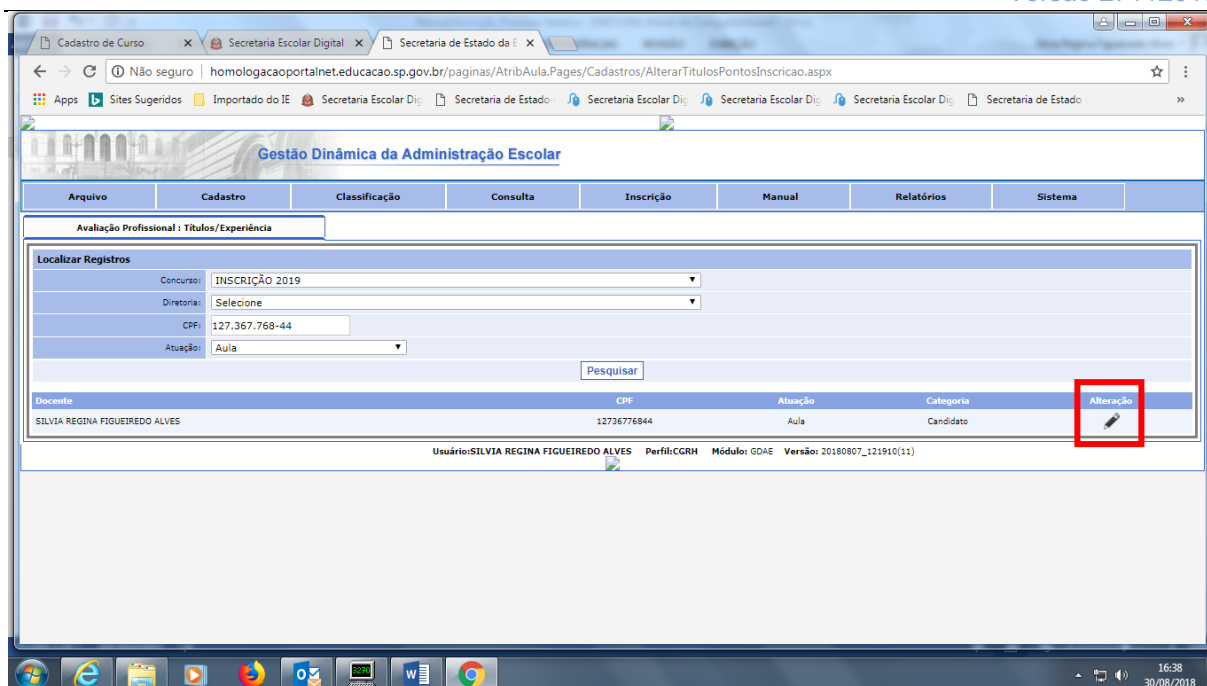 Cadastro de Curso
Secretaria Escolar Digital
Secretaria de Estado da E
Não seguro | homologacaoportalnet.educacao.sp.gov.br/paginas/AtribAula.Pages/Cadastros/AlterarTitulosPontosInscricao.aspx
Apps Sites Sugeridos Importado do IE Secretaria Escolar Dig Secretaria de Estado Secretaria Escolar Dig Secretaria Escolar Dig Secretaria Escolar Dig Secretaria de Estado »
Gestão Dinâmica da Administração Escolar
Arquivo Cadastro Classificação Consulta Inscrição Manual Relatórios Sistema
Avaliação Profissional : Títulos/Experiência
Localizar Registros
Concurso: INSCRIÇÃO 2019
Diretoria: Selecione
CPF: 127.367.768-44
Atuação: Aula
Pesquisar
Docente CPF Atuação Categoria Alteração
SILVIA REGINA FIGUEIREDO ALVES 12736776844 Aula Candidato
Usuário:SILVIA REGINA FIGUEIREDO ALVES Perfil:CGRH Módulo: GDAE Versão: 20180807_121910(11)
3270
16:38
30/08/2018